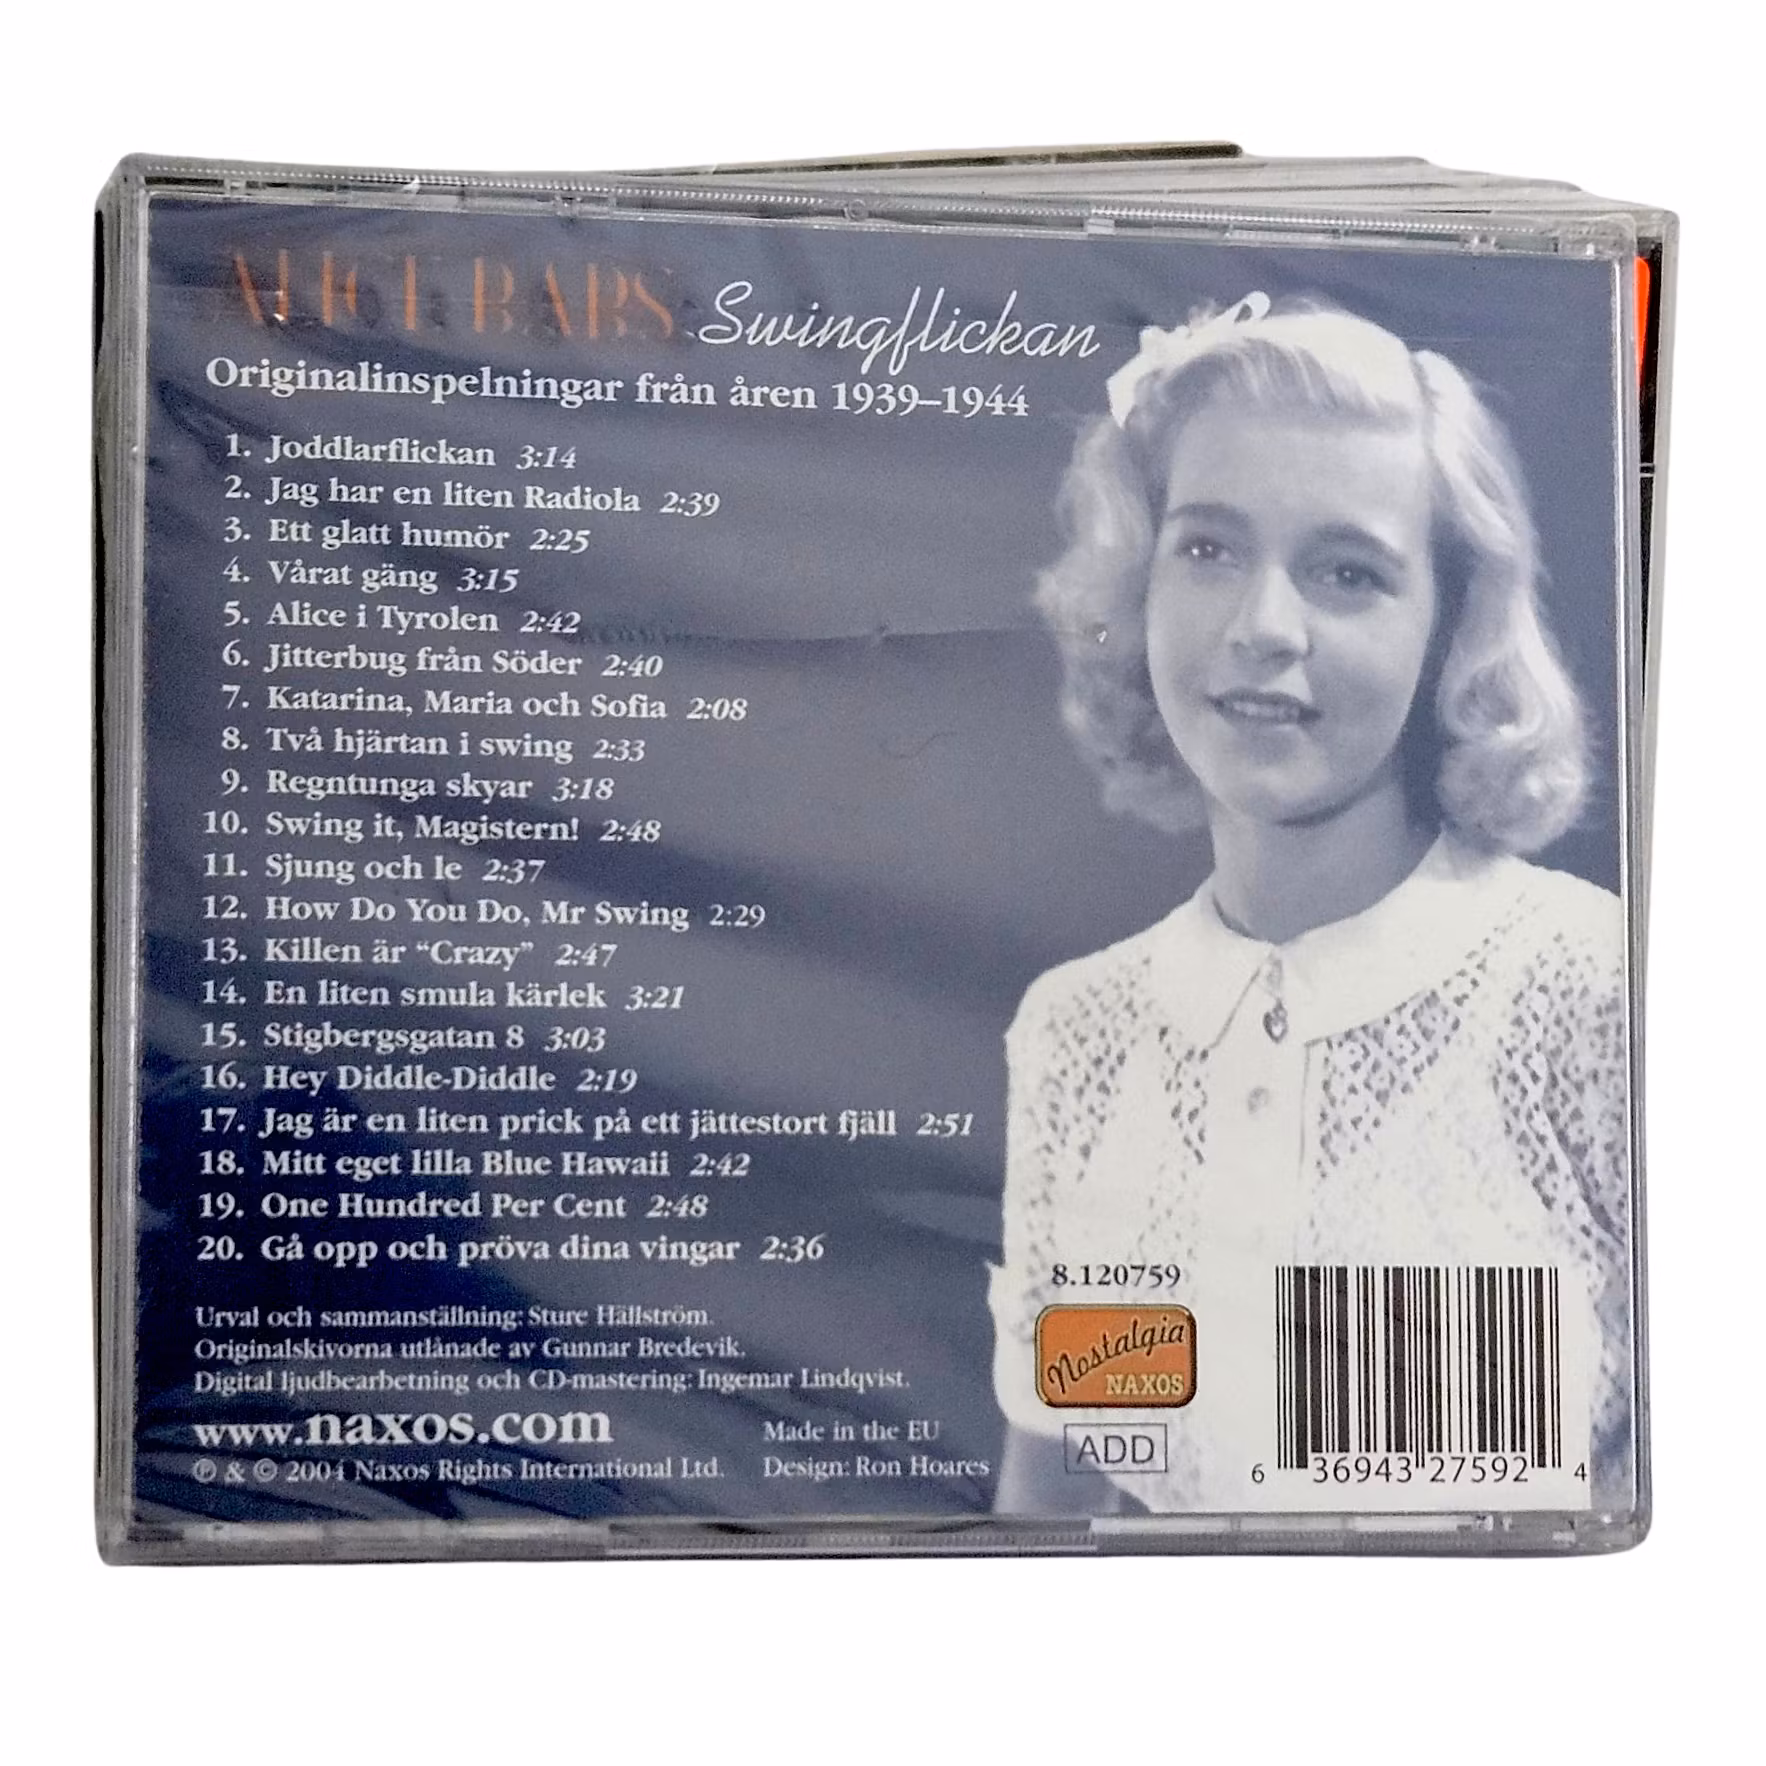 ALICE BABS Swingflickan
Originalinspelningar från åren 1939–1944
1. Joddlarflickan 3:14
2. Jag har en liten Radiola 2:39
3. Ett glatt humör 2:25
4. Vårat gäng 3:15
5. Alice i Tyrolen 2:42
6. Jitterbug från Söder 2:40
7. Katarina, Maria och Sofia 2:08
8. Två hjärtan i swing 2:33
9. Regntunga skyar 3:18
10. Swing it, Magistern! 2:48
11. Sjung och le 2:37
12. How Do You Do, Mr Swing 2:29
13. Killen är “Crazy” 2:47
14. En liten smula kärlek 3:21
15. Stigbergsgatan 8 3:03
16. Hey Diddle-Diddle 2:19
17. Jag är en liten prick på ett jättestort fjäll 2:51
18. Mitt eget lilla Blue Hawaii 2:42
19. One Hundred Per Cent 2:48
20. Gå opp och pröva dina vingar 2:36
Urval och sammanställning: Sture Hällström.
Originalskivorna utlånade av Gunnar Bredevik.
Digital ljudbearbetning och CD-mastering: Ingemar Lindqvist.
www.naxos.com
Made in the EU
℗ & © 2004 Naxos Rights International Ltd.
Design: Ron Hoares
8.120759
Nostalgia
NAXOS
ADD
6 36943 27592 4